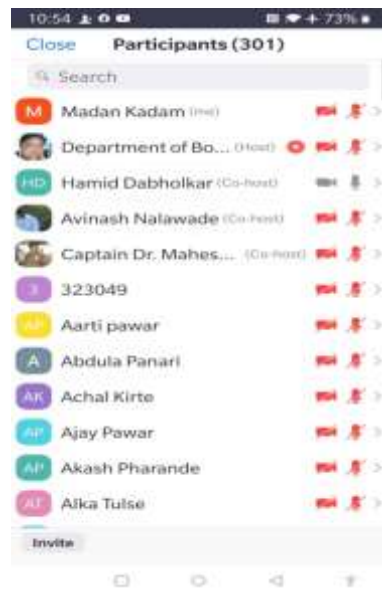 10:54 73%
Close Participants (301)
Search
M Madan Kadam (me)
Department of Bo... (Host)
HD Hamid Dabholkar (Co-host)
Avinash Nalawade (Co-host)
Captain Dr. Mahes... (Co-host)
3 323049
AP Aarti pawar
A Abdula Panari
AK Achal Kirte
AP Ajay Pawar
AP Akash Pharande
AT Alka Tulse
Invite